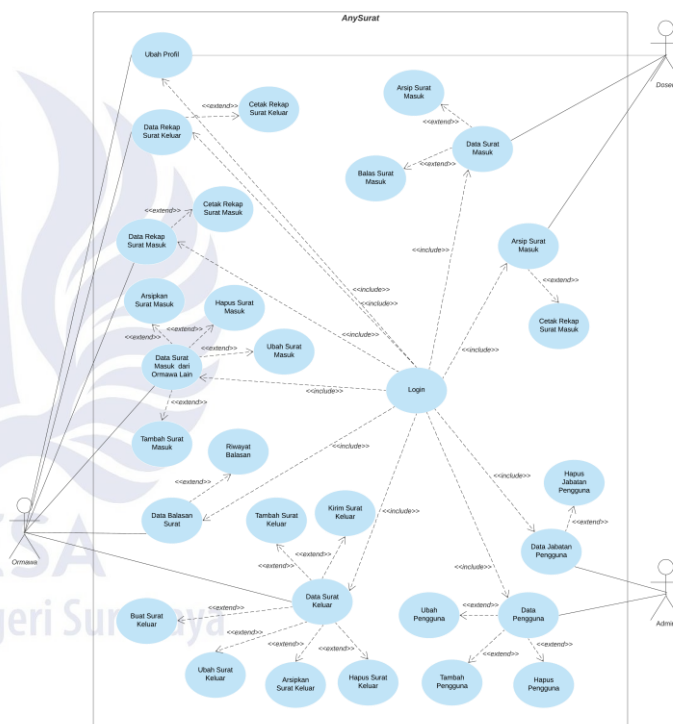 AnySurat
Ubah Profil
Dosen
Arsip Surat
Masuk
<<extend>>
Cetak Rekap
Surat Keluar
<<extend>>
Data Rekap
Surat Keluar
Data Surat
Masuk
<<extend>>
Balas Surat
Masuk
Cetak Rekap
Surat Masuk
<<extend>>
Data Rekap
Surat Masuk
Arsip Surat
Masuk
<<extend>>
<<include>>
<<include>>
<<include>>
Arsipkan
Surat Masuk
Hapus Surat
Masuk
<<extend>>
<<extend>>
Cetak Rekap
Surat Masuk
<<include>>
Ubah Surat
Masuk
<<extend>>
<<include>>
Data Surat
Masuk dari
Ormawa Lain
<<include>>
Login
<<extend>>
Tambah Surat
Masuk
Riwayat
Balasan
<<include>>
<<include>>
<<extend>>
Hapus
Jabatan
Pengguna
Data Balasan
Surat
Tambah Surat
Keluar
Kirim Surat
Keluar
<<include>>
<<extend>>
<<extend>>
<<extend>>
Data Jabatan
Pengguna
Ormawa
SA
<<include>>
Data Surat
Keluar
Ubah
Pengguna
<<extend>>
Data
Pengguna
Admin
geri Su aya
Buat Surat
Keluar
<<extend>>
<<extend>>
<<extend>>
<<extend>>
<<extend>>
<<extend>>
Ubah Surat
Keluar
Arsipkan
Surat Keluar
Hapus Surat
Keluar
Tambah
Pengguna
Hapus
Pengguna